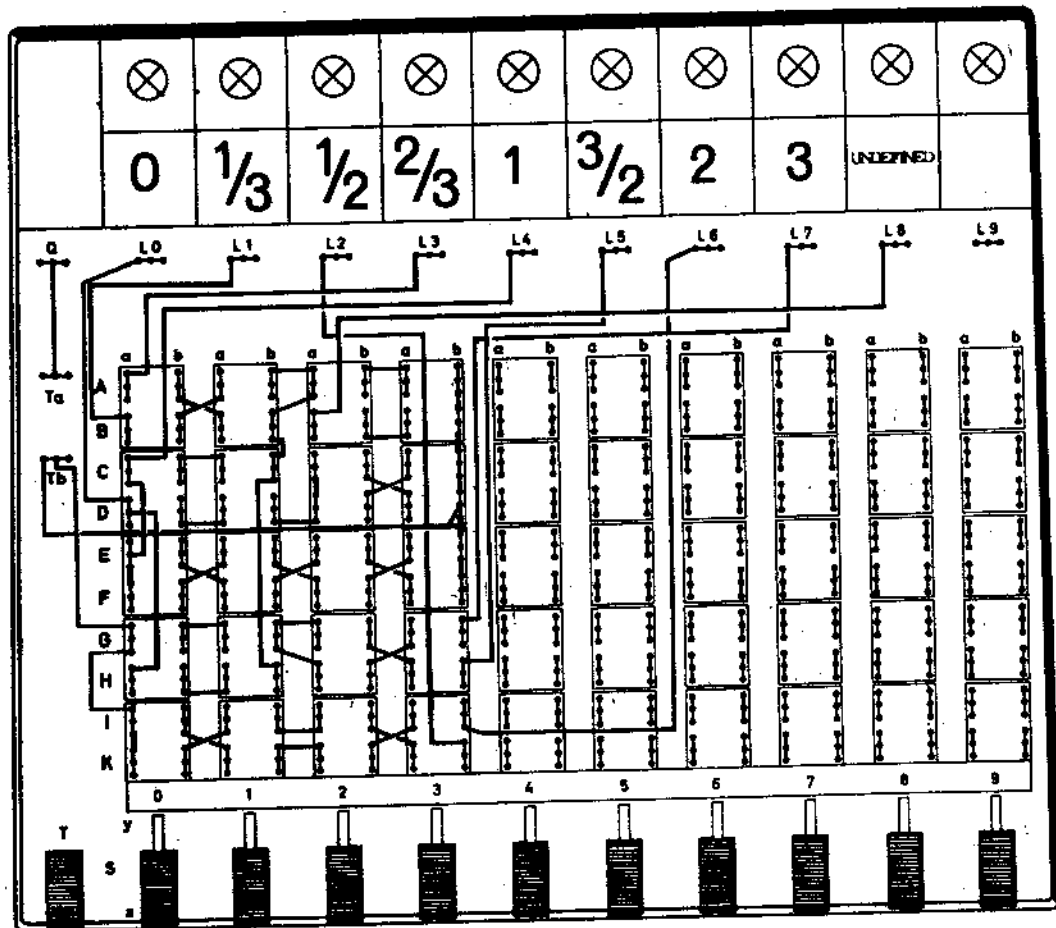 0 1/3 1/2 2/3 1 3/2 2 3 UNDEFINED
Q L0 L1 L2 L3 L4 L5 L6 L7 L8 L9
a b a b a b a b a b a b a b a b a b a b
A
Ta
B
C
Tb
D
E
F
G
H
I
K
0 1 2 3 4 5 6 7 8 9
y
T
S
z